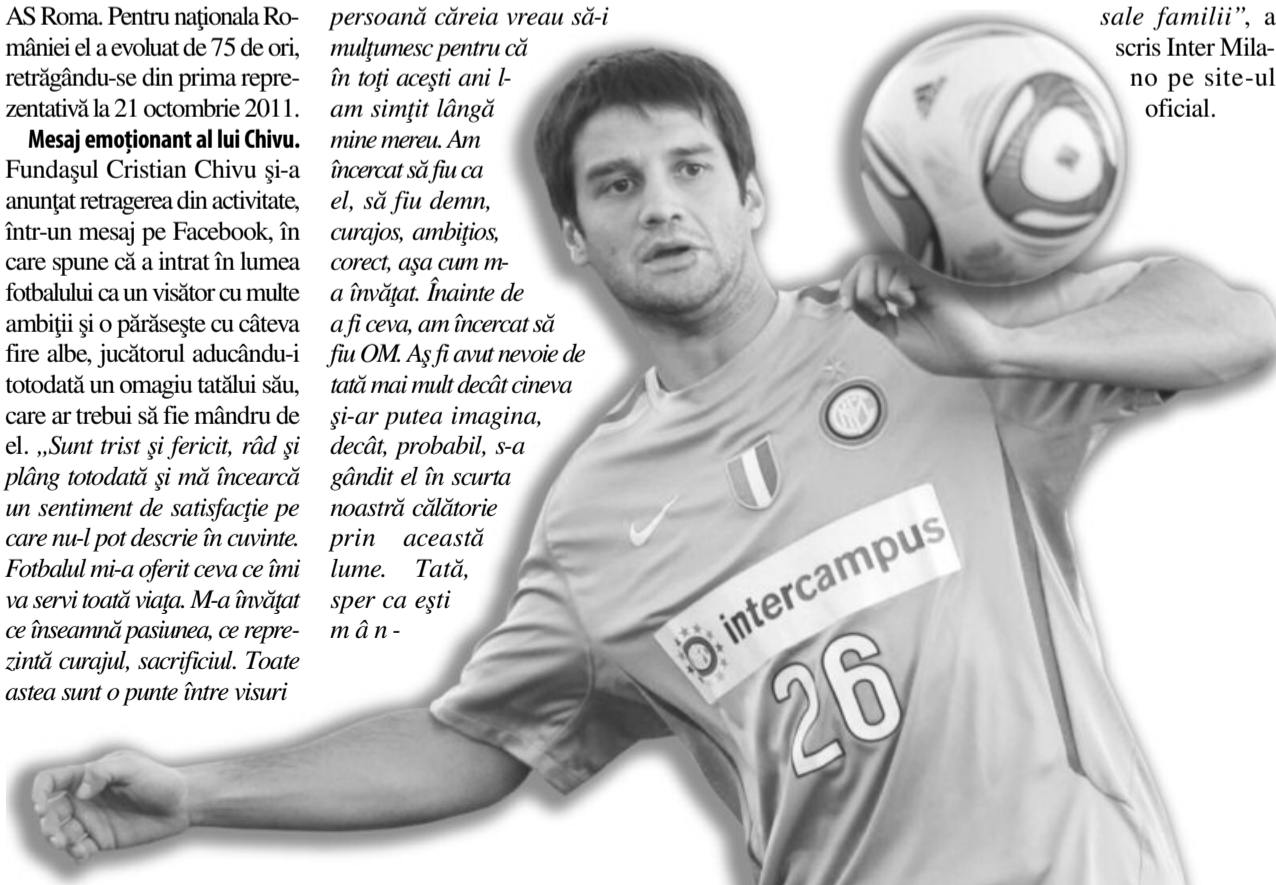 AS Roma. Pentru naţionala Ro-
mâniei el a evoluat de 75 de ori,
retrăgându-se din prima repre-
zentativă la 21 octombrie 2011.
Mesaj emoţionant al lui Chivu.
Fundaşul Cristian Chivu şi-a
anunţat retragerea din activitate,
într-un mesaj pe Facebook, în
care spune că a intrat în lumea
fotbalului ca un visător cu multe
ambiţii şi o părăseşte cu câteva
fire albe, jucătorul aducându-i
totodată un omagiu tatălui său,
care ar trebui să fie mândru de
el. „Sunt trist şi fericit, râd şi
plâng totodată şi mă încearcă
un sentiment de satisfacţie pe
care nu-l pot descrie în cuvinte.
Fotbalul mi-a oferit ceva ce îmi
va servi toată viaţa. M-a învăţat
ce înseamnă pasiunea, ce repre-
zintă curajul, sacrificiul. Toate
astea sunt o punte între visuri
persoană căreia vreau să-i
mulţumesc pentru că
în toţi aceşti ani l-
am simţit lângă
mine mereu. Am
încercat să fiu ca
el, să fiu demn,
curajos, ambiţios,
corect, aşa cum m-
a învăţat. Înainte de
a fi ceva, am încercat să
fiu OM. Aş fi avut nevoie de
tată mai mult decât cineva
şi-ar putea imagina,
decât, probabil, s-a
gândit el în scurta
noastră călătorie
prin această
lume. Tată,
sper ca eşti
mân-
sale familii”, a
scris Inter Mila-
no pe site-ul
oficial.
intercampus
26